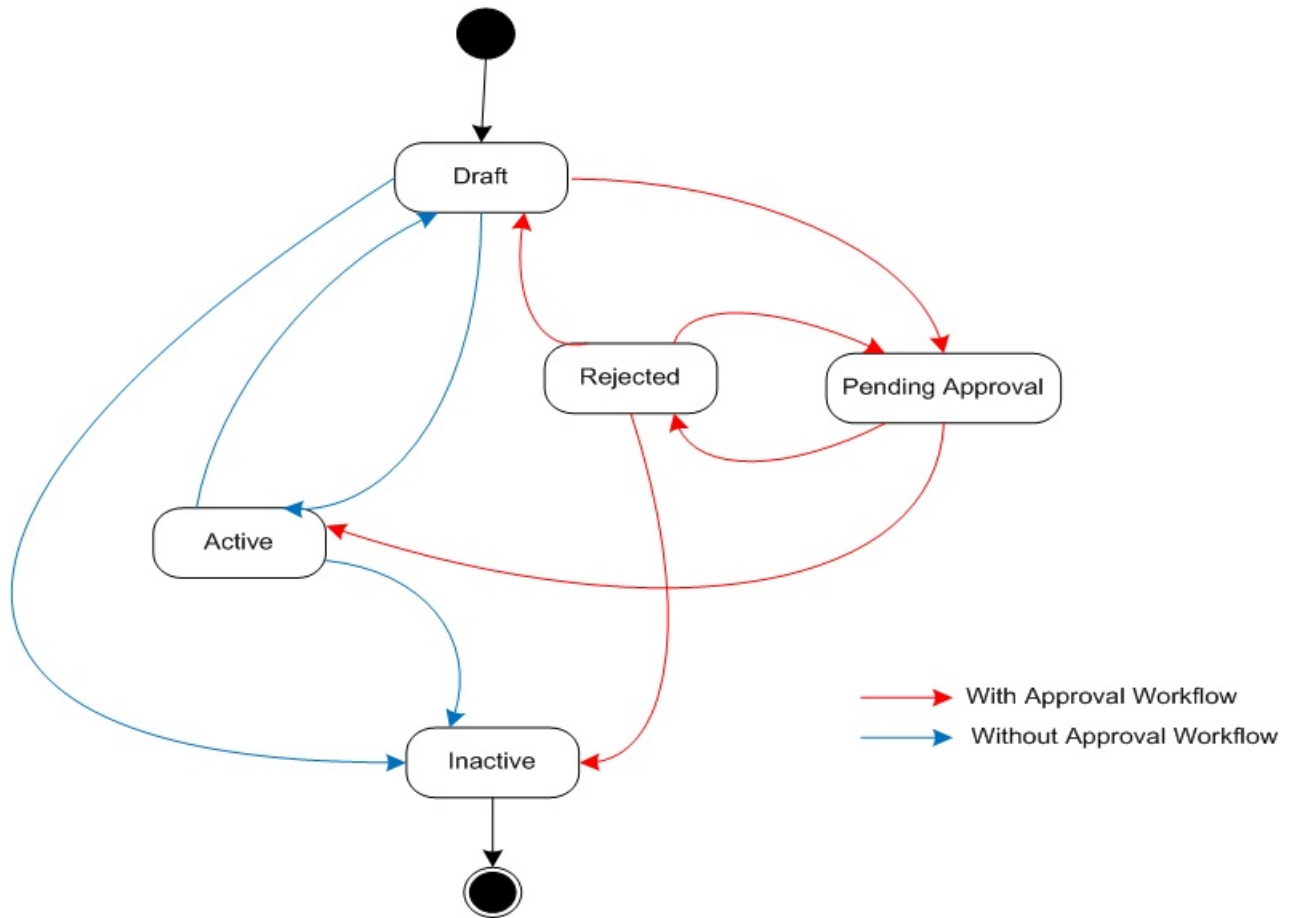 Draft
Rejected
Pending Approval
Active
With Approval Workflow
Without Approval Workflow
Inactive